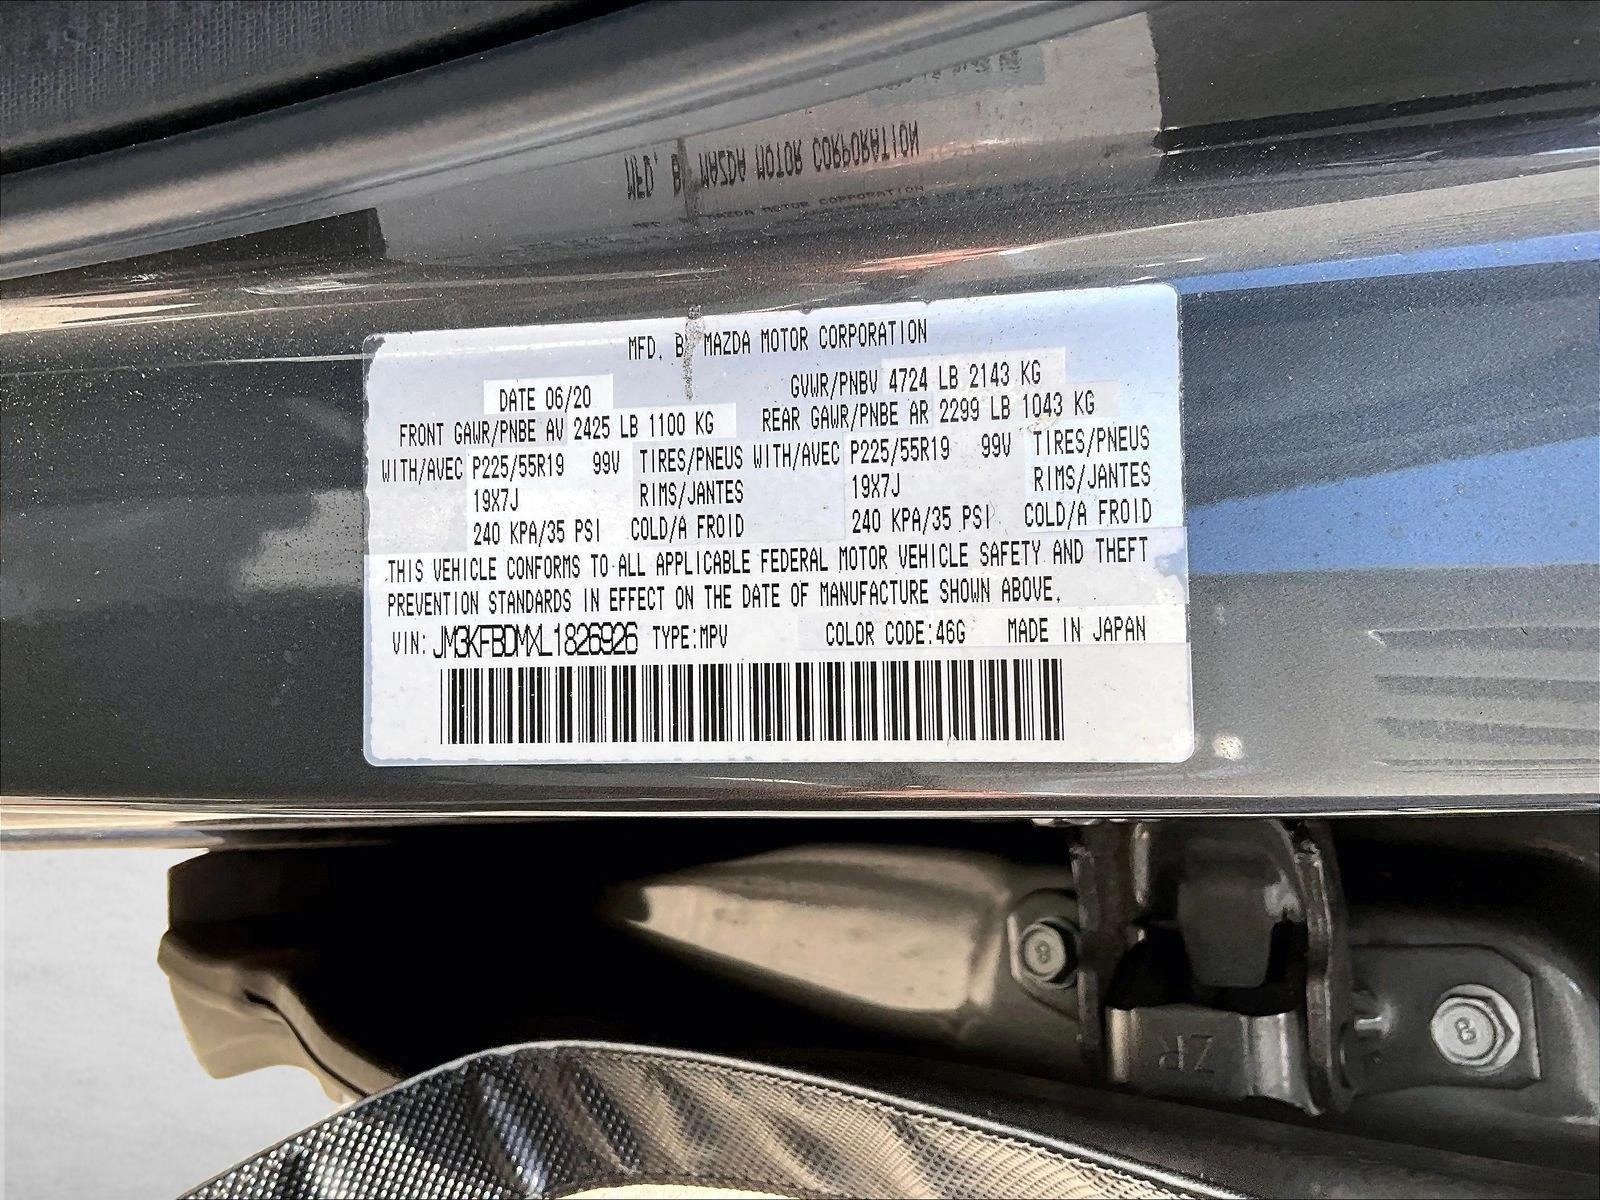 MFD. BY MAZDA MOTOR CORPORATION
DATE 06/20 GVWR/PNBV 4724 LB 2143 KG
FRONT GAWR/PNBE AV 2425 LB 1100 KG REAR GAWR/PNBE AR 2299 LB 1043 KG
WITH/AVEC P225/55R19 99V TIRES/PNEUS WITH/AVEC P225/55R19 99V TIRES/PNEUS
19X7J RIMS/JANTES 19X7J RIMS/JANTES
240 KPA/35 PSI COLD/A FROID 240 KPA/35 PSI COLD/A FROID
THIS VEHICLE CONFORMS TO ALL APPLICABLE FEDERAL MOTOR VEHICLE SAFETY AND THEFT
PREVENTION STANDARDS IN EFFECT ON THE DATE OF MANUFACTURE SHOWN ABOVE.
VIN: JM3KFBDMXL1826926 TYPE:MPV COLOR CODE:46G MADE IN JAPAN
8
8
ZR